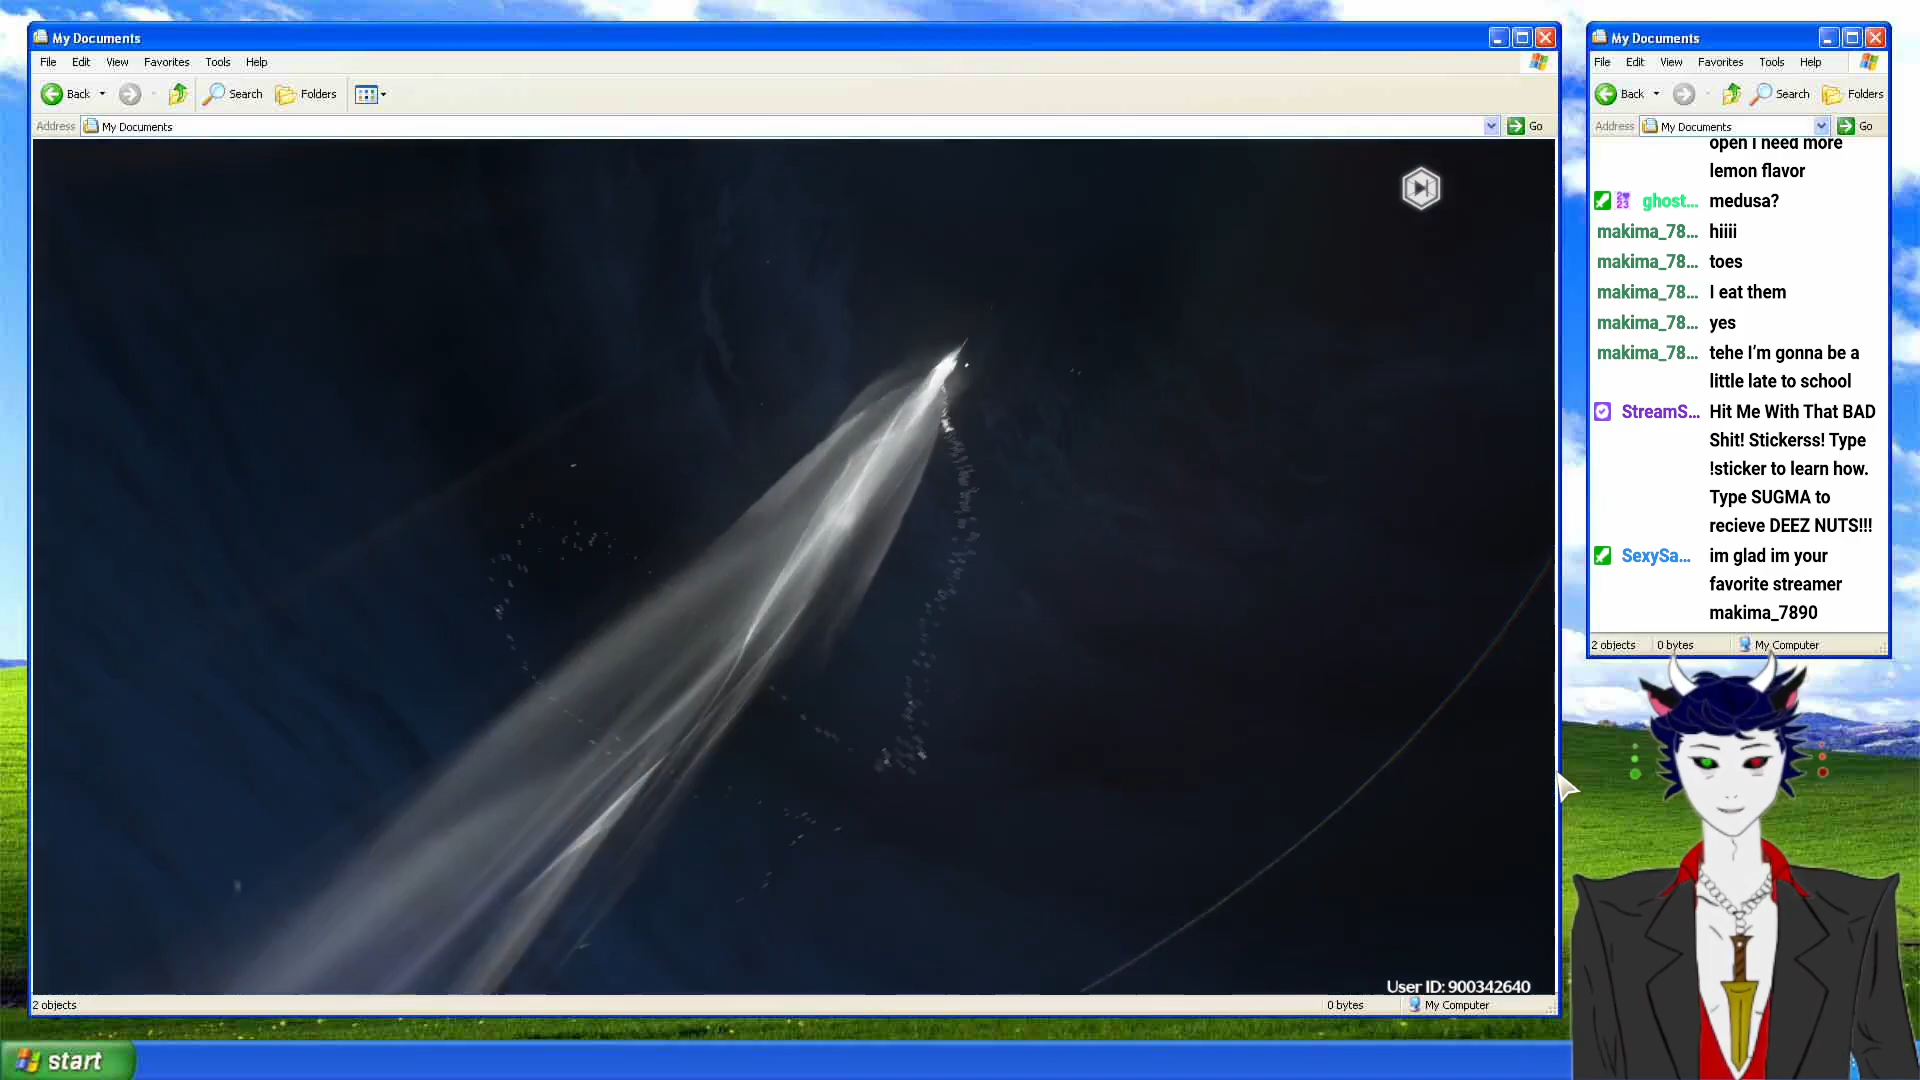 My Documents
File Edit View Favorites Tools Help
Back Search Folders
Address My Documents Go
User ID: 900342640
2 objects 0 bytes My Computer
start
My Documents
File Edit View Favorites Tools Help
Back Search Folders
Address My Documents Go
open I need more
lemon flavor
ghost... medusa?
makima_78... hiiii
makima_78... toes
makima_78... I eat them
makima_78... yes
makima_78... tehe I’m gonna be a
little late to school
StreamS... Hit Me With That BAD
Shit! Stickerss! Type
!sticker to learn how.
Type SUGMA to
recieve DEEZ NUTS!!!
SexySa... im glad im your
favorite streamer
makima_7890
2 objects 0 bytes My Computer